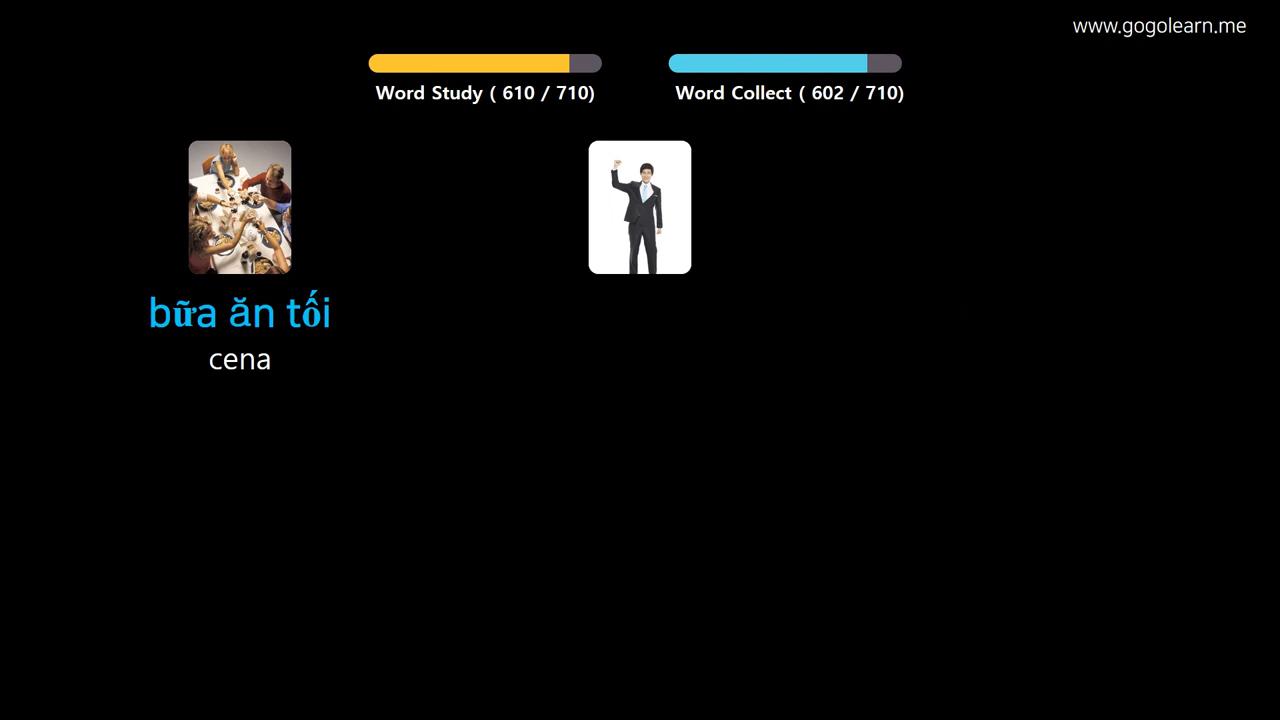 www.gogolearn.me
Word Study ( 610 / 710)
Word Collect ( 602 / 710)
bữa ăn tối
cena